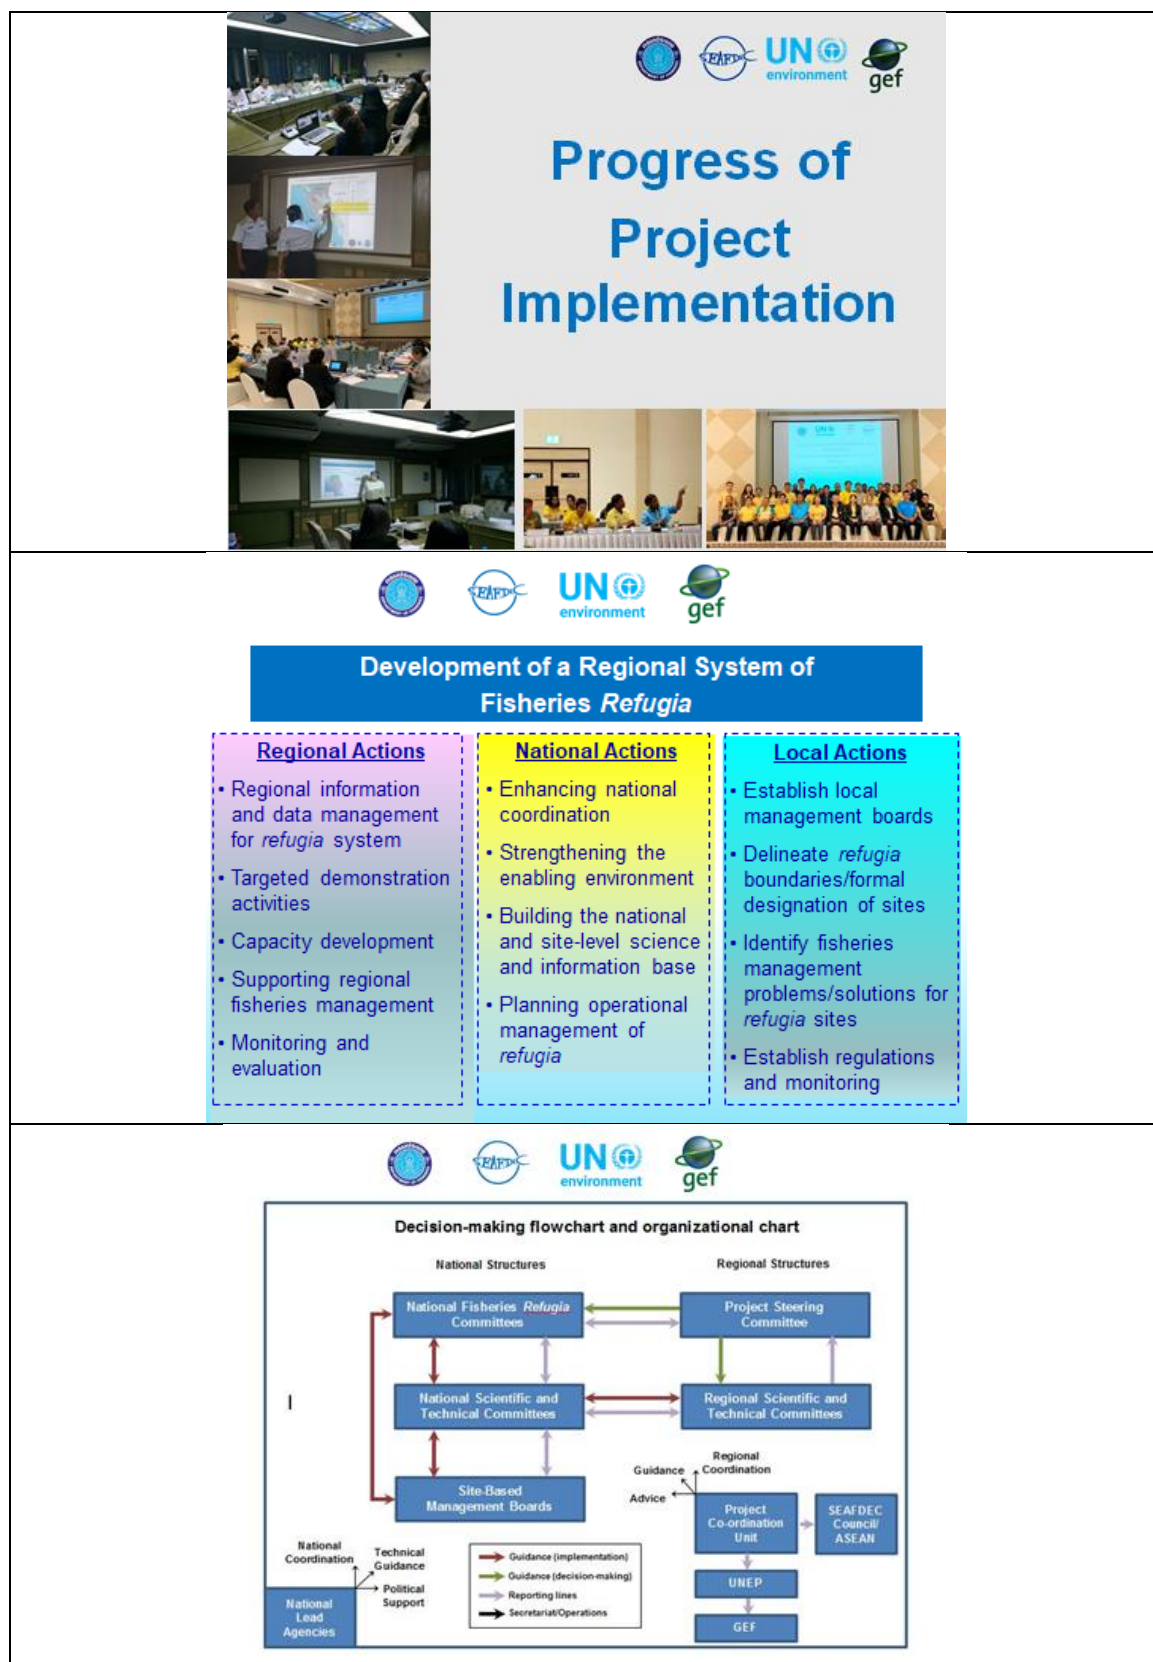 SEAFDEC
UN
environment
gef
Progress of
Project
Implementation
SEAFDEC
UN
environment
gef
Development of a Regional System of
Fisheries Refugia
Regional Actions
• Regional information
and data management
for refugia system
• Targeted demonstration
activities
• Capacity development
• Supporting regional
fisheries management
• Monitoring and
evaluation
National Actions
• Enhancing national
coordination
• Strengthening the
enabling environment
• Building the national
and site-level science
and information base
• Planning operational
management of
refugia
Local Actions
• Establish local
management boards
• Delineate refugia
boundaries/formal
designation of sites
• Identify fisheries
management
problems/solutions for
refugia sites
• Establish regulations
and monitoring
SEAFDEC
UN
environment
gef
Decision-making flowchart and organizational chart
National Structures
Regional Structures
National Fisheries Refugia
Committees
Project Steering
Committee
National Scientific and
Technical Committees
Regional Scientific and
Technical Committees
Site-Based
Management Boards
Guidance
Regional
Coordination
Advice
Project
Co-ordination
Unit
SEAFDEC
Council/
ASEAN
UNEP
GEF
National
Coordination
Technical
Guidance
Political
Support
National
Lead
Agencies
Guidance (implementation)
Guidance (decision-making)
Reporting lines
Secretariat/Operations